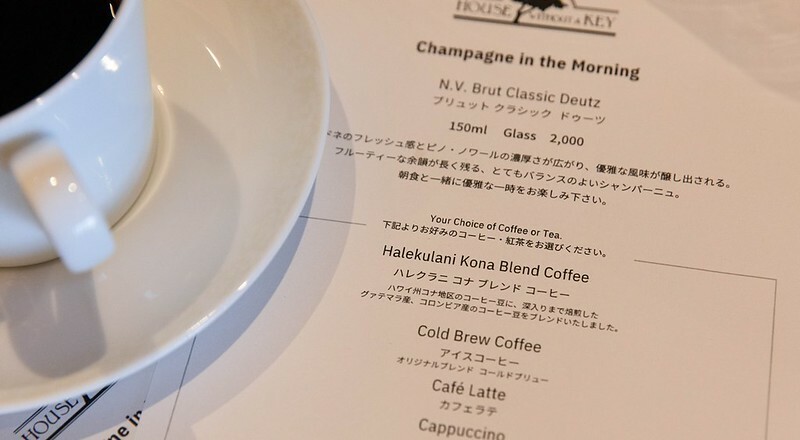 HOUSE WITHOUT A KEY
Champagne in the Morning
N.V. Brut Classic Deutz
ブリュット クラシック ドゥーツ
150ml Glass 2,000
ネのフレッシュ感とピノ・ノワールの濃厚さが広がり、優雅な風味が醸し出される。
フルーティーな余韻が長く残る、とてもバランスのよいシャンパーニュ。
朝食と一緒に優雅な一時をお楽しみ下さい。
Your Choice of Coffee or Tea.
下記よりお好みのコーヒー・紅茶をお選びください。
Halekulani Kona Blend Coffee
ハレクラニ コナ ブレンド コーヒー
ハワイ州コナ地区のコーヒー豆に、深入りまで焙煎した
グァテマラ産、コロンビア産のコーヒー豆をブレンドいたしました。
Cold Brew Coffee
アイスコーヒー
オリジナルブレンド コールドブリュー
Café Latte
カフェラテ
Cappuccino
HOUSE
ne in